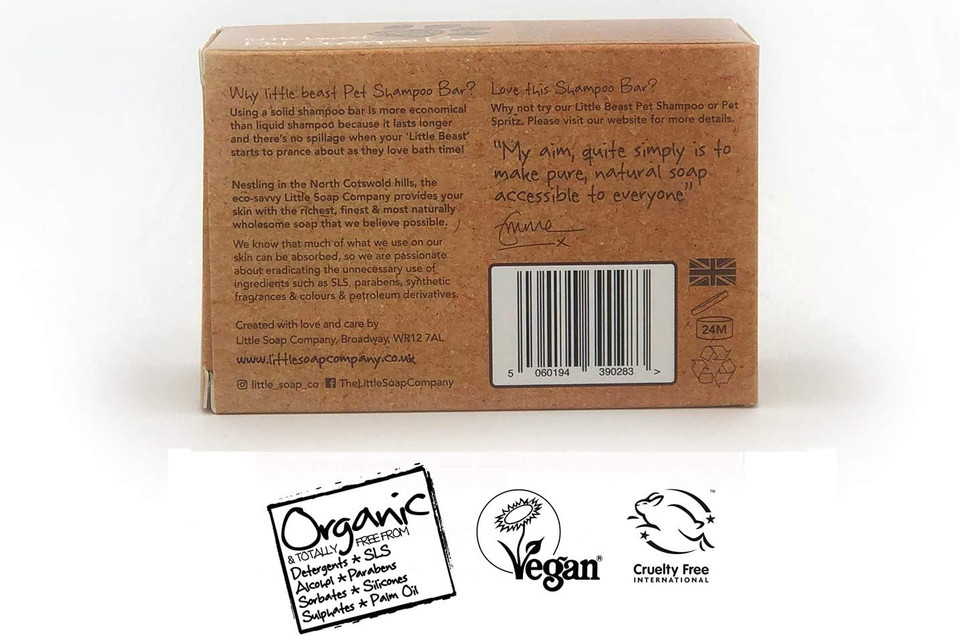 Why little beast Pet Shampoo Bar?
Using a solid shampoo bar is more economical
than liquid shampoo because it lasts longer
and there's no spillage when your 'Little Beast'
starts to prance about as they love bath time!
Nestling in the North Cotswold hills, the
eco-savvy Little Soap Company provides your
skin with the richest, finest & most naturally
wholesome soap that we believe possible.
We know that much of what we use on our
skin can be absorbed, so we are passionate
about eradicating the unnecessary use of
ingredients such as SLS, parabens, synthetic
fragrances & colours & petroleum derivatives.
Created with love and care by
Little Soap Company, Broadway, WR12 7AL
www.littlesoapcompany.co.uk
little_soap_co TheLittleSoapCompany
Love this Shampoo Bar?
Why not try our Little Beast Pet Shampoo or Pet
Spritz. Please visit our website for more details.
"My aim, quite simply is to
make pure, natural soap
accessible to everyone"
Emma
x
24M
5 060194 390283 >
Organic
& TOTALLY FREE FROM
Detergents * SLS
Alcohol * Parabens
Sorbates * Silicones
Sulphates * Palm Oil
Vegan®
™
Cruelty Free
INTERNATIONAL